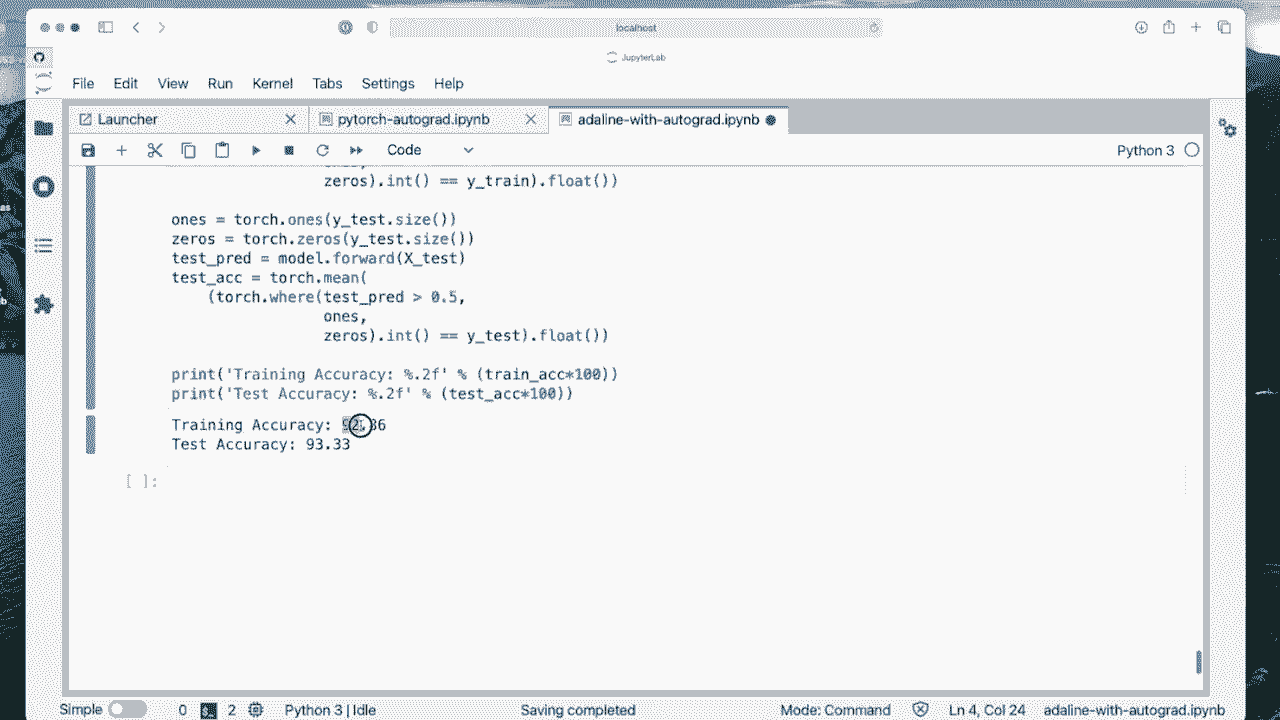 localhost
JupyterLab
File Edit View Run Kernel Tabs Settings Help
Launcher pytorch-autograd.ipynb adaline-with-autograd.ipynb
Code Python 3
zeros).int() == y_train).float())
ones = torch.ones(y_test.size())
zeros = torch.zeros(y_test.size())
test_pred = model.forward(X_test)
test_acc = torch.mean(
(torch.where(test_pred > 0.5,
ones,
zeros).int() == y_test).float())
print('Training Accuracy: %.2f' % (train_acc*100))
print('Test Accuracy: %.2f' % (test_acc*100))
Training Accuracy: 92.86
Test Accuracy: 93.33
[ ]:
Simple 0 2 Python 3 | Idle Saving completed Mode: Command Ln 4, Col 24 adaline-with-autograd.ipynb